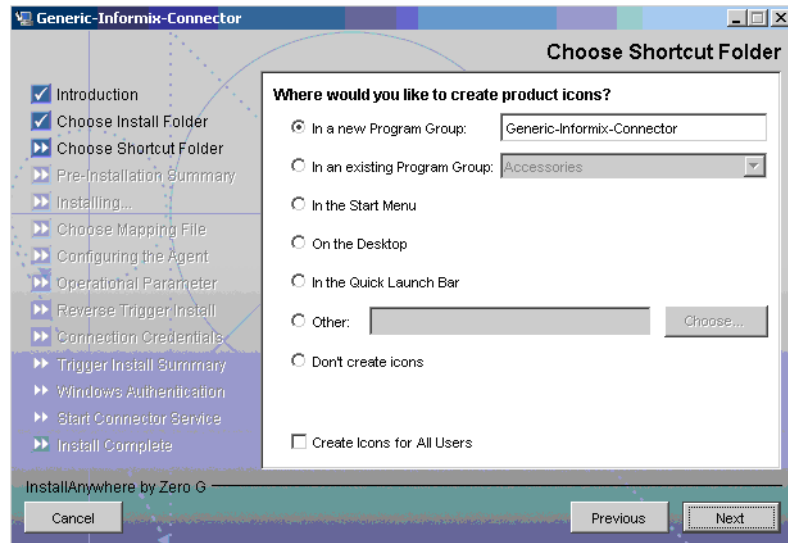 Generic-Informix-Connector
Choose Shortcut Folder
Introduction
Choose Install Folder
Choose Shortcut Folder
Pre-Installation Summary
Installing...
Choose Mapping File
Configuring the Agent
Operational Parameter
Reverse Trigger Install
Connection Credentials
Trigger Install Summary
Windows Authentication
Start Connector Service
Install Complete
Where would you like to create product icons?
In a new Program Group: Generic-Informix-Connector
In an existing Program Group: Accessories
In the Start Menu
On the Desktop
In the Quick Launch Bar
Other: Choose...
Don't create icons
Create Icons for All Users
InstallAnywhere by Zero G
Cancel Previous Next